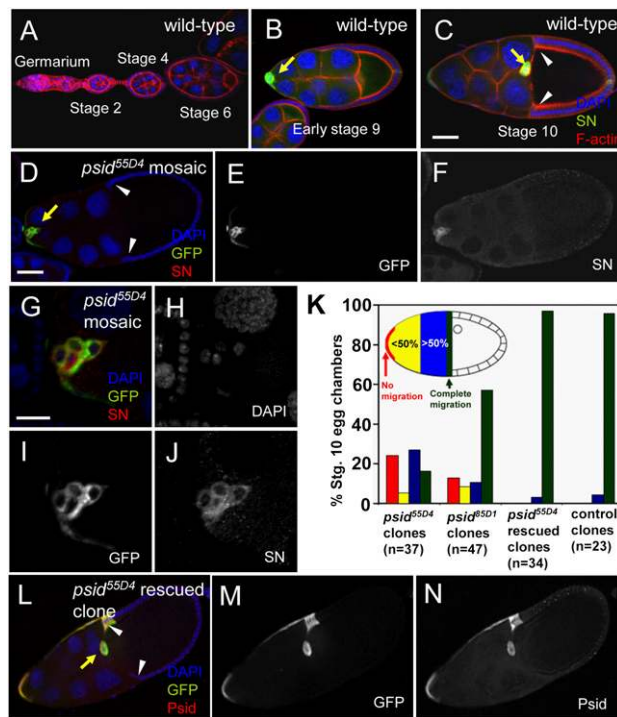 wild-type
wild-type
wild-type
A
B
C
Germarium
Stage 4
Stage 2
Stage 6
Early stage 9
Stage 10
DAPI
SN
F-actin
D
psid55D4 mosaic
E
F
DAPI
GFP
SN
GFP
SN
G
psid55D4
mosaic
H
DAPI
GFP
SN
DAPI
I
J
GFP
SN
K
% Stg. 10 egg chambers
100
80
60
40
20
0
<50%
>50%
No
migration
Complete
migration
psid55D4
clones
(n=37)
psid85D1
clones
(n=47)
psid55D4
rescued
clones
(n=34)
control
clones
(n=23)
L
psid55D4 rescued
clone
M
N
DAPI
GFP
Psid
GFP
Psid